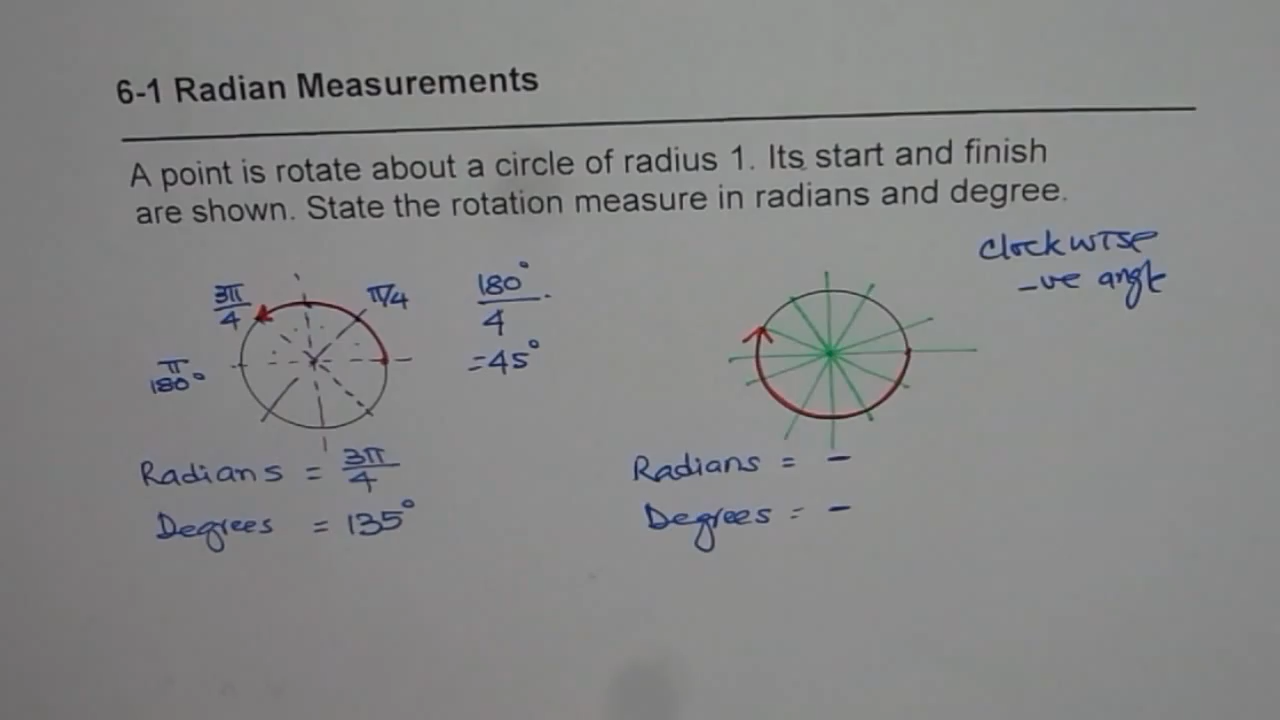 6-1 Radian Measurements
A point is rotate about a circle of radius 1. Its start and finish
are shown. State the rotation measure in radians and degree.
clockwise
-ve angle
3π/4
π/4
180°/4
=45°
π
180°
Radians = 3π/4
Degrees = 135°
Radians = -
Degrees = -